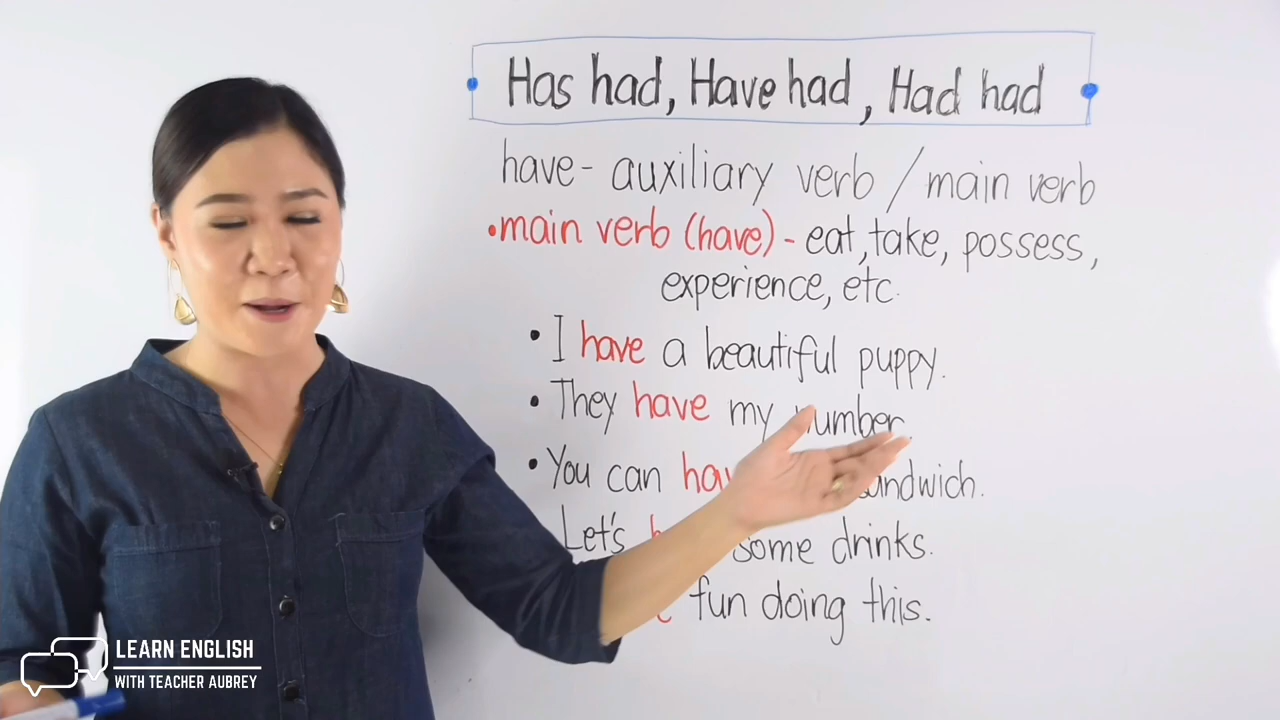 Has had, Have had, Had had
have - auxiliary verb / main verb
•main verb (have) - eat, take, possess,
experience, etc.
• I have a beautiful puppy.
• They have my number.
• You can sandwich.
Let's some drinks.
fun doing this.
LEARN ENGLISH
WITH TEACHER AUBREY